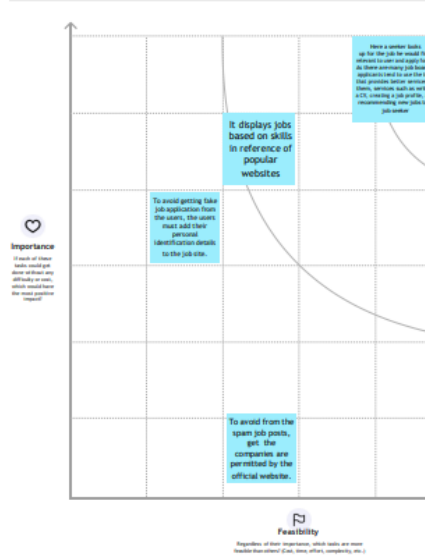 Here a seeker looks
up for the job he would fi
relevant to user and apply fo
As there are many job boar
applicants tend to use the t
that provides better service
them, services such as writ
a CV, creating a job profile,
recommending new jobs t
job seeker
It displays jobs
based on skills
in reference of
popular
websites
To avoid getting fake
job application from
the users, the users
must add their
personal
identification details
to the job site.
Importance
If each of these
tasks could get
done without any
difficulty or cost,
which would have
the most positive
impact?
To avoid from the
spam job posts,
get the
companies are
permitted by the
official website.
Feasibility
Regardless of their importance, which tasks are more
feasible than others? (Cost, time, effort, complexity, etc.)